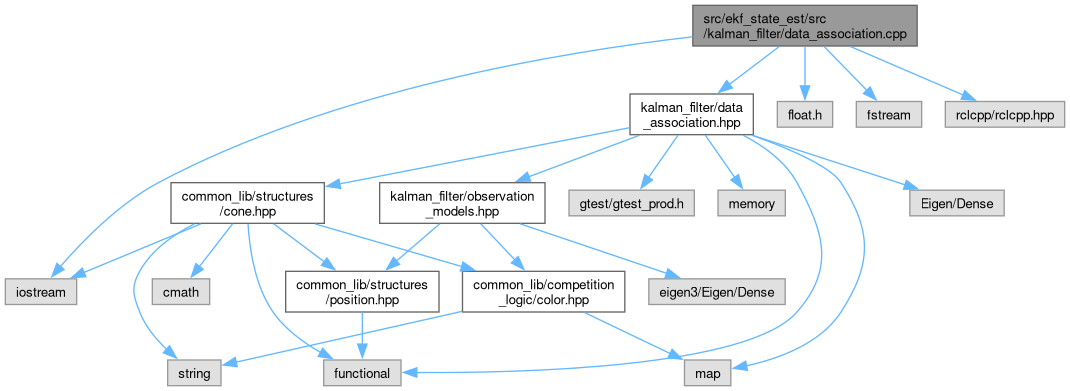 src/ekf_state_est/src
/kalman_filter/data_association.cpp
kalman_filter/data
_association.hpp
float.h
fstream
rclcpp/rclcpp.hpp
common_lib/structures
/cone.hpp
kalman_filter/observation
_models.hpp
gtest/gtest_prod.h
memory
Eigen/Dense
iostream
cmath
common_lib/structures
/position.hpp
common_lib/competition
_logic/color.hpp
eigen3/Eigen/Dense
string
functional
map